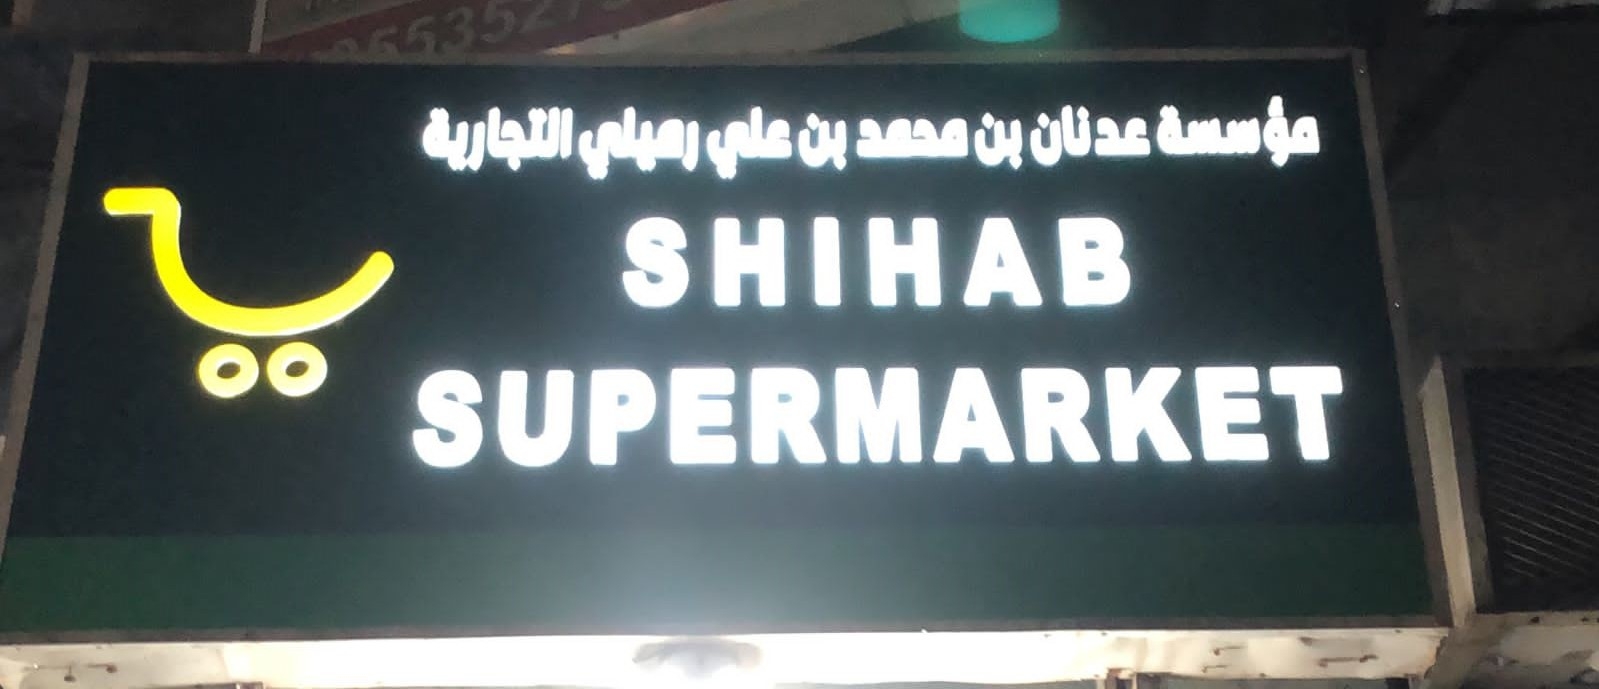 مؤسسة عدنان بن محمد بن علي رميلي التجارية
SHIHAB
SUPERMARKET